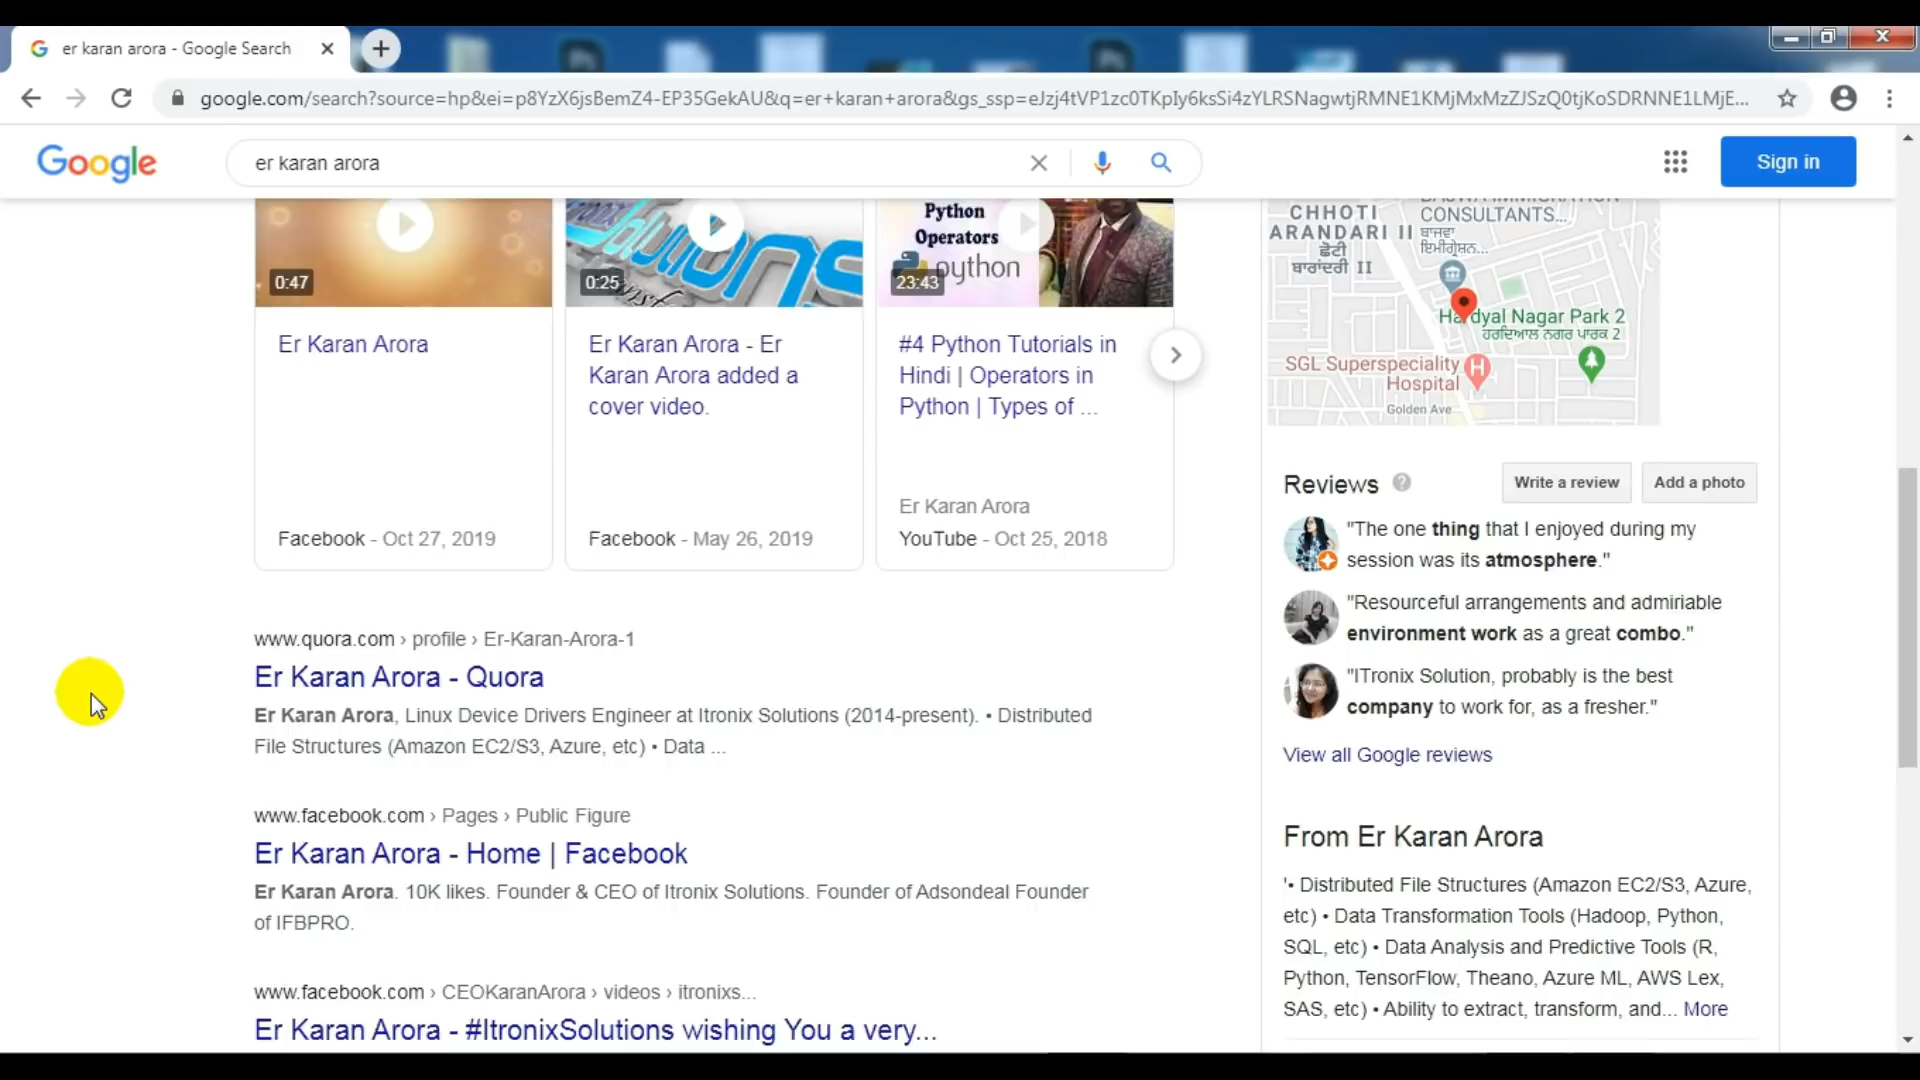 er karan arora - Google Search
google.com/search?source=hp&ei=p8YzX6jsBemZ4-EP35GekAU&q=er+karan+arora&gs_ssp=eJzj4tVP1zc0TKpIy6ksSi4zYLRSNagwtjRMNE1KMjMxMzZJSzQ0tjKoSDRNNE1LMjE...
Google
er karan arora
Sign in
0:47
Er Karan Arora
Facebook - Oct 27, 2019
0:25
Er Karan Arora - Er
Karan Arora added a
cover video.
Facebook - May 26, 2019
Python
Operators
python
23:43
#4 Python Tutorials in
Hindi | Operators in
Python | Types of ...
Er Karan Arora
YouTube - Oct 25, 2018
www.quora.com › profile › Er-Karan-Arora-1
Er Karan Arora - Quora
Er Karan Arora, Linux Device Drivers Engineer at Itronix Solutions (2014-present). • Distributed
File Structures (Amazon EC2/S3, Azure, etc) • Data ...
www.facebook.com › Pages › Public Figure
Er Karan Arora - Home | Facebook
Er Karan Arora. 10K likes. Founder & CEO of Itronix Solutions. Founder of Adsondeal Founder
of IFBPRO.
www.facebook.com › CEOKaranArora › videos › itronixs...
Er Karan Arora - #ItronixSolutions wishing You a very...
CHHOTI
ARANDARI II
ਛੋਟੀ
ਬਾਰਾਂਦਰੀ II
CONSULTANTS...
ਬਾਜਵਾ
ਇਮੀਗ੍ਰੇਸ਼ਨ...
Hardyal Nagar Park 2
ਹਰਦਿਆਲ ਨਗਰ ਪਾਰਕ 2
SGL Superspeciality
Hospital
H
Golden Ave
Reviews
?
Write a review
Add a photo
"The one thing that I enjoyed during my
session was its atmosphere."
"Resourceful arrangements and admiriable
environment work as a great combo."
"ITronix Solution, probably is the best
company to work for, as a fresher."
View all Google reviews
From Er Karan Arora
'• Distributed File Structures (Amazon EC2/S3, Azure,
etc) • Data Transformation Tools (Hadoop, Python,
SQL, etc) • Data Analysis and Predictive Tools (R,
Python, TensorFlow, Theano, Azure ML, AWS Lex,
SAS, etc) • Ability to extract, transform, and... More